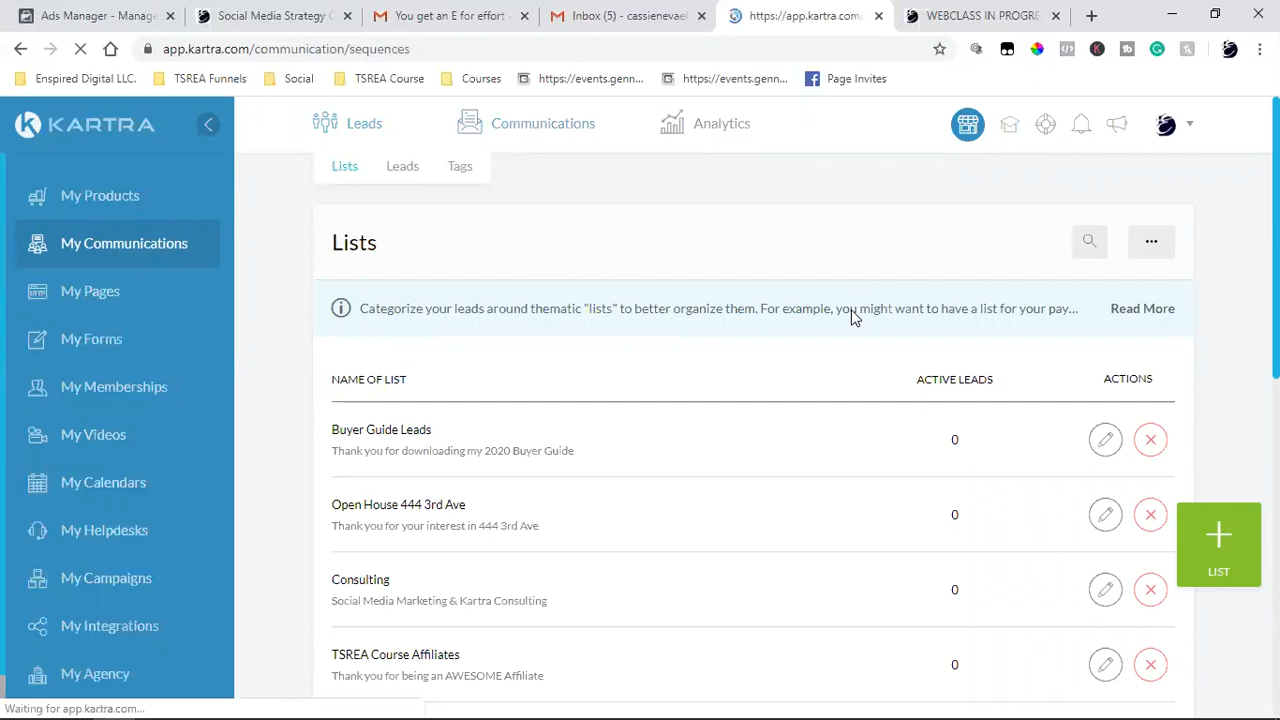 Ads Manager - Manage
Social Media Strategy C
You get an E for effort -
Inbox (5) - cassienevael
https://app.kartra.com
WEBCLASS IN PROGRE
app.kartra.com/communication/sequences
Enspired Digital LLC.
TSREA Funnels
Social
TSREA Course
Courses
https://events.genn...
https://events.genn...
Page Invites
KARTRA
Leads
Communications
Analytics
Lists
Leads
Tags
My Products
My Communications
My Pages
My Forms
My Memberships
My Videos
My Calendars
My Helpdesks
My Campaigns
My Integrations
My Agency
Lists
Categorize your leads around thematic "lists" to better organize them. For example, you might want to have a list for your pay...
Read More
NAME OF LIST
ACTIVE LEADS
ACTIONS
Buyer Guide Leads
Thank you for downloading my 2020 Buyer Guide
0
Open House 444 3rd Ave
Thank you for your interest in 444 3rd Ave
0
Consulting
Social Media Marketing & Kartra Consulting
0
TSREA Course Affiliates
Thank you for being an AWESOME Affiliate
0
LIST
Waiting for app.kartra.com...